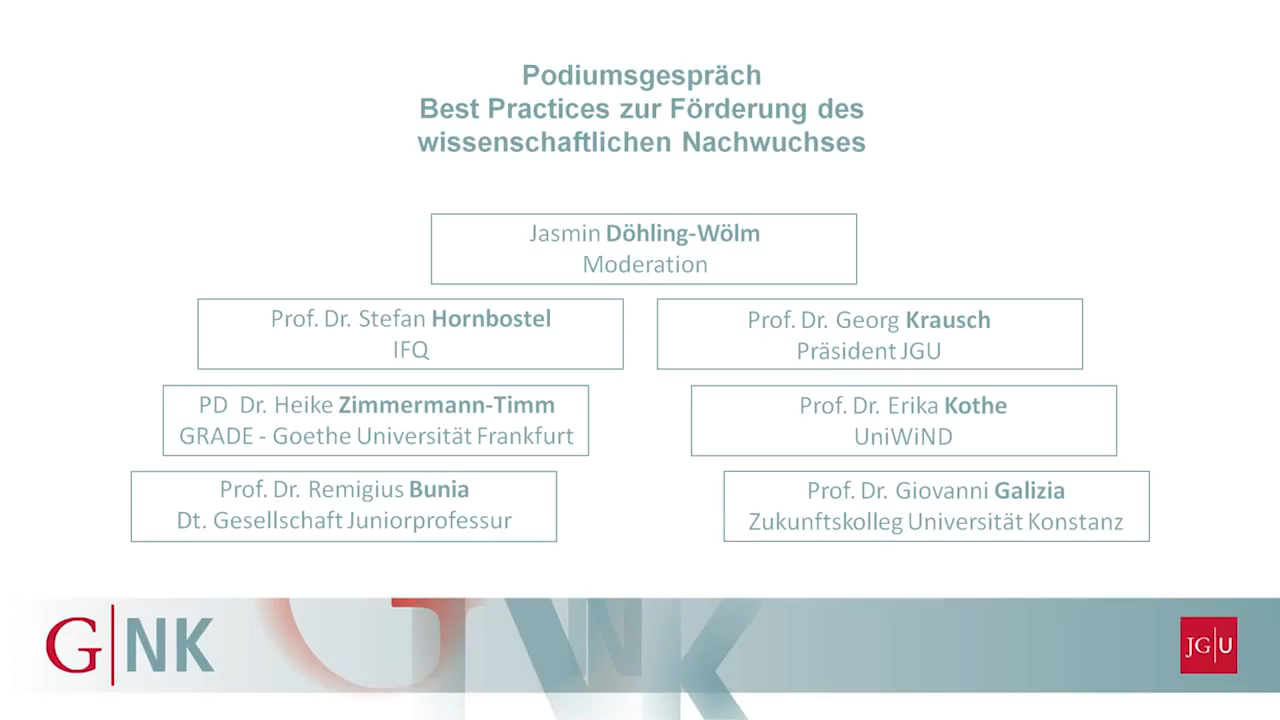 Podiumsgespräch
Best Practices zur Förderung des
wissenschaftlichen Nachwuchses
Jasmin Döhling-Wölm
Moderation
Prof. Dr. Stefan Hornbostel
IFQ
Prof. Dr. Georg Krausch
Präsident JGU
PD Dr. Heike Zimmermann-Timm
GRADE - Goethe Universität Frankfurt
Prof. Dr. Erika Kothe
UniWiND
Prof. Dr. Remigius Bunia
Dt. Gesellschaft Juniorprofessur
Prof. Dr. Giovanni Galizia
Zukunftskolleg Universität Konstanz
G|NK
G NK
JG|U